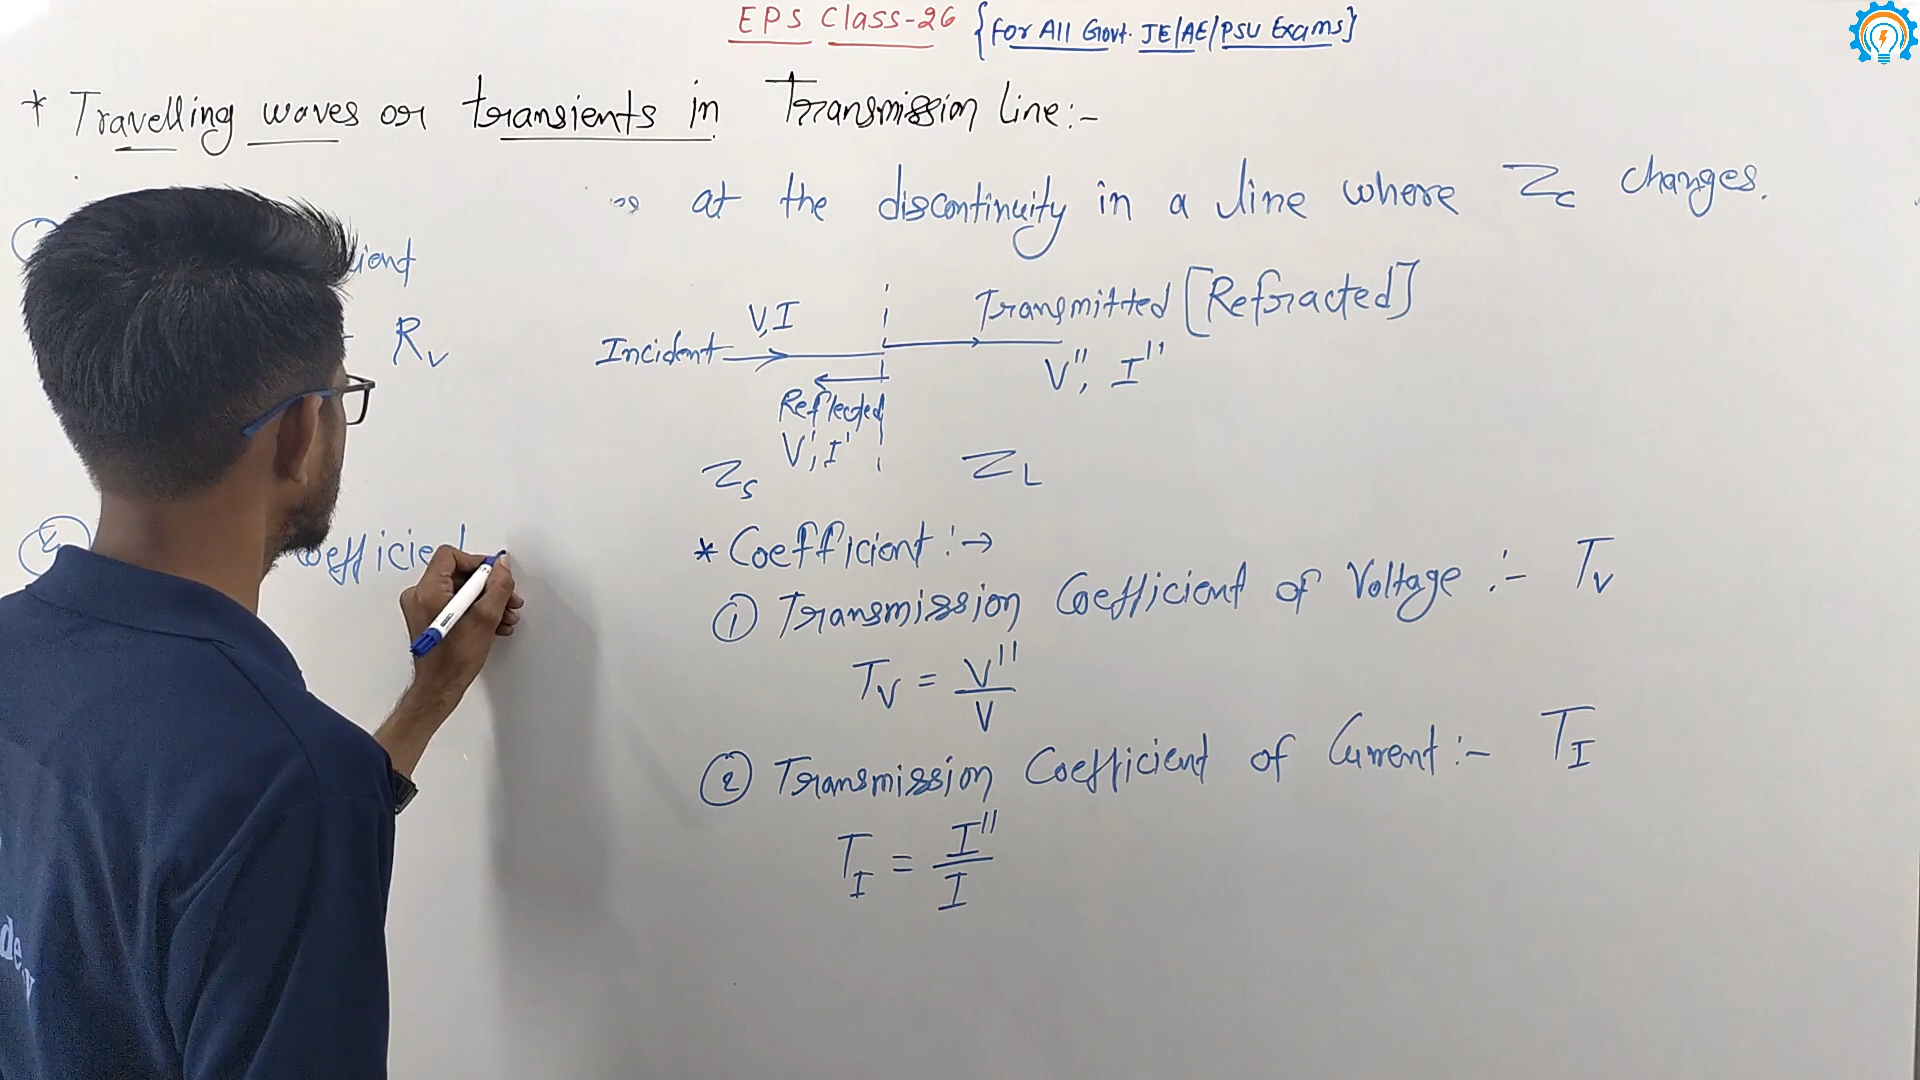 EPS Class-26 {For All Govt. JE/AE/PSU Exams}
* Travelling waves or transients in Transmission line:-
at the discontinuity in a line where Zc changes.
Rv
V, I
Incident
Transmitted [Refracted]
V'', I''
Reflected
V', I'
Zs
ZL
* Coefficient :→
① Transmission Coefficient of Voltage :- Tv
Tv = V''/V
② Transmission Coefficient of Current :- TI
TI = I''/I
②
de